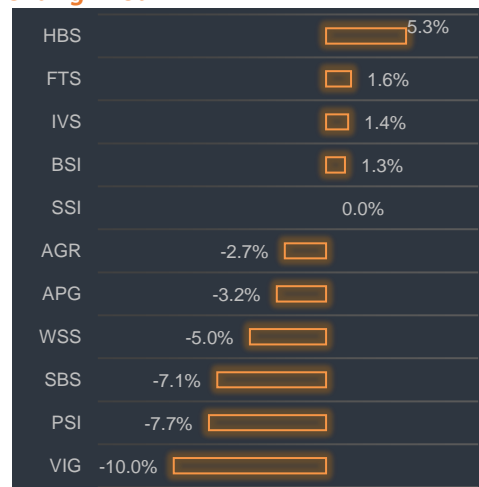 HBS 5.3%
FTS 1.6%
IVS 1.4%
BSI 1.3%
SSI 0.0%
AGR -2.7%
APG -3.2%
WSS -5.0%
SBS -7.1%
PSI -7.7%
VIG -10.0%